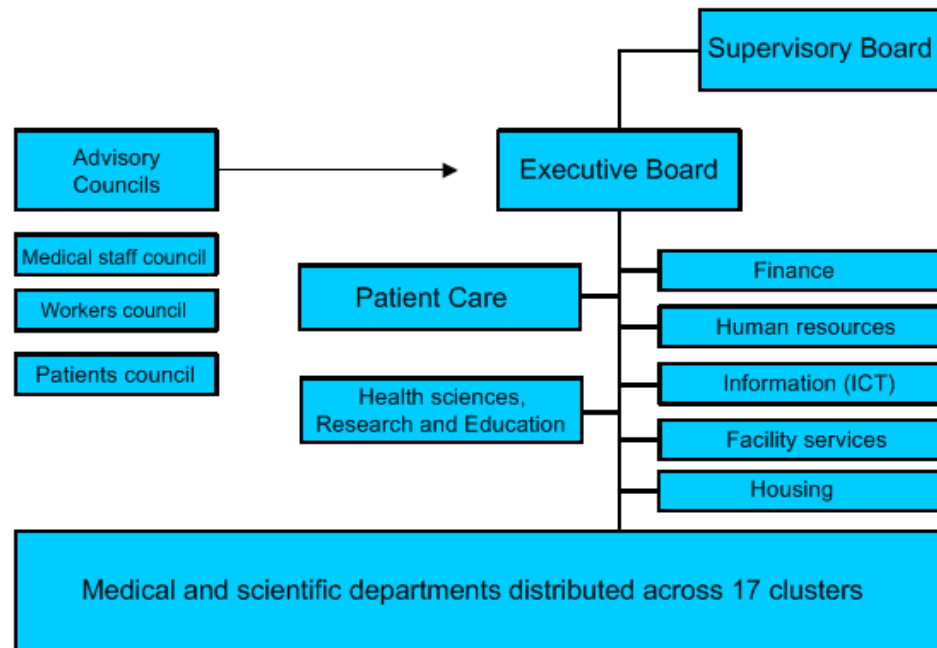 Supervisory Board
Advisory
Councils
Executive Board
Medical staff council
Workers council
Patients council
Patient Care
Health sciences,
Research and Education
Finance
Human resources
Information (ICT)
Facility services
Housing
Medical and scientific departments distributed across 17 clusters